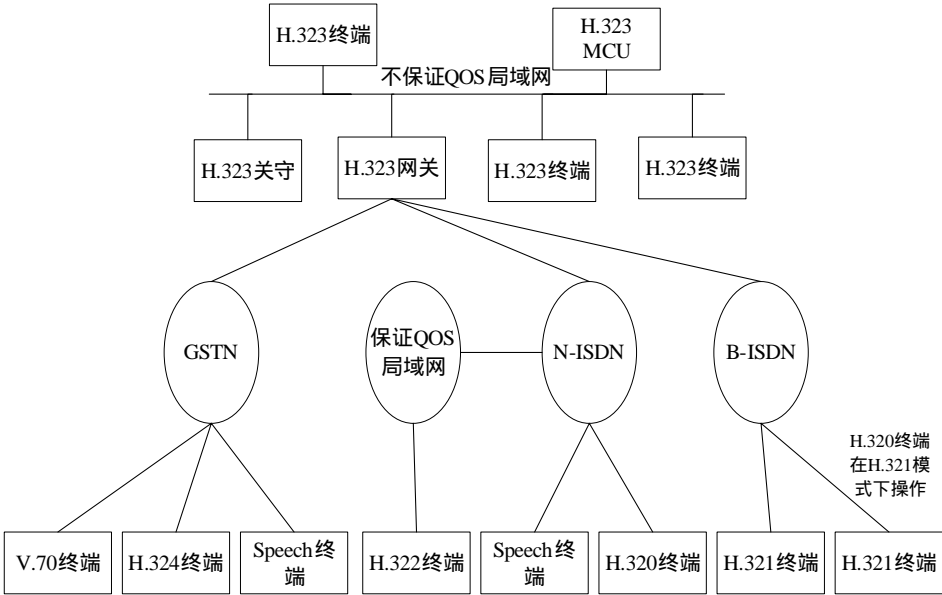 H.323终端
H.323
MCU
不保证QOS局域网
H.323关守
H.323网关
H.323终端
H.323终端
GSTN
保证QOS
局域网
N-ISDN
B-ISDN
H.320终端
在H.321模
式下操作
V.70终端
H.324终端
Speech终
端
H.322终端
Speech终
端
H.320终端
H.321终端
H.321终端